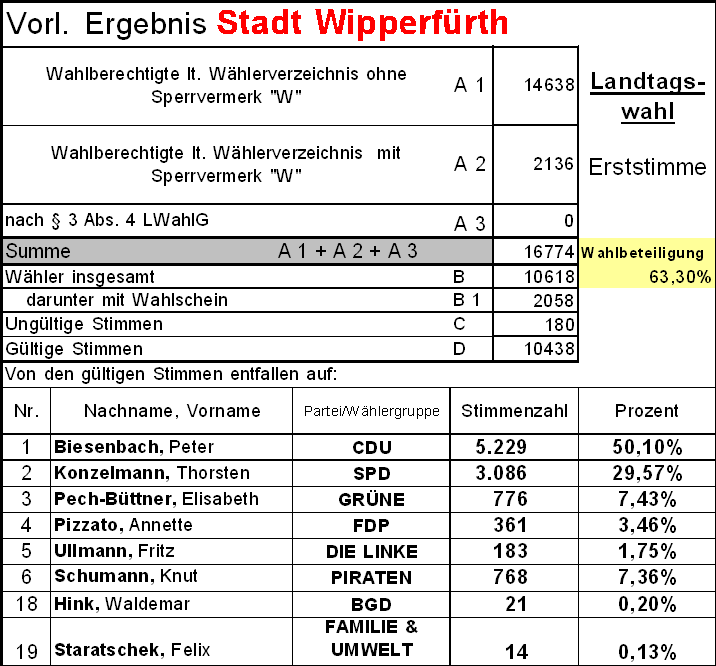 Vorl. Ergebnis Stadt Wipperfürth
Wahlberechtigte lt. Wählerverzeichnis ohne
Sperrvermerk "W" A 1 14638
Landtags-
wahl
Wahlberechtigte lt. Wählerverzeichnis mit
Sperrvermerk "W" A 2 2136
Erststimme
nach § 3 Abs. 4 LWahlG A 3 0
Summe A 1 + A 2 + A 3 16774 Wahlbeteiligung
Wähler insgesamt B 10618 63,30%
darunter mit Wahlschein B 1 2058
Ungültige Stimmen C 180
Gültige Stimmen D 10438
Von den gültigen Stimmen entfallen auf:
Nr. Nachname, Vorname Partei/Wählergruppe Stimmenzahl Prozent
1 Biesenbach, Peter CDU 5.229 50,10%
2 Konzelmann, Thorsten SPD 3.086 29,57%
3 Pech-Büttner, Elisabeth GRÜNE 776 7,43%
4 Pizzato, Annette FDP 361 3,46%
5 Ullmann, Fritz DIE LINKE 183 1,75%
6 Schumann, Knut PIRATEN 768 7,36%
18 Hink, Waldemar BGD 21 0,20%
FAMILIE &
19 Staratschek, Felix UMWELT 14 0,13%